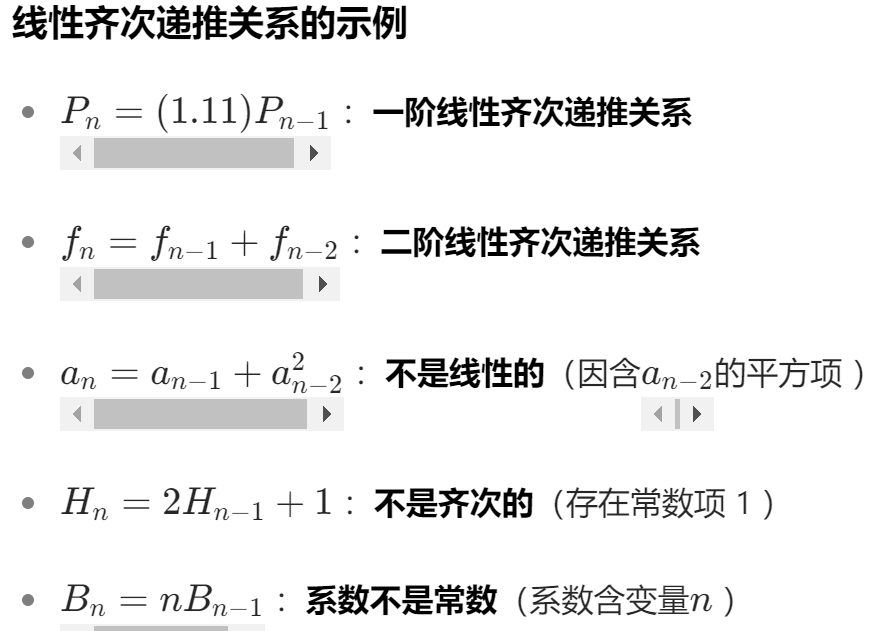 线性齐次递推关系的示例
• Pₙ = (1.11)Pₙ₋₁ : 一阶线性齐次递推关系
• fₙ = fₙ₋₁ + fₙ₋₂ : 二阶线性齐次递推关系
• aₙ = aₙ₋₁ + a²ₙ₋₂ : 不是线性的（因含aₙ₋₂的平方项 ）
• Hₙ = 2Hₙ₋₁ + 1 : 不是齐次的（存在常数项 1 ）
• Bₙ = nBₙ₋₁ : 系数不是常数（系数含变量n ）